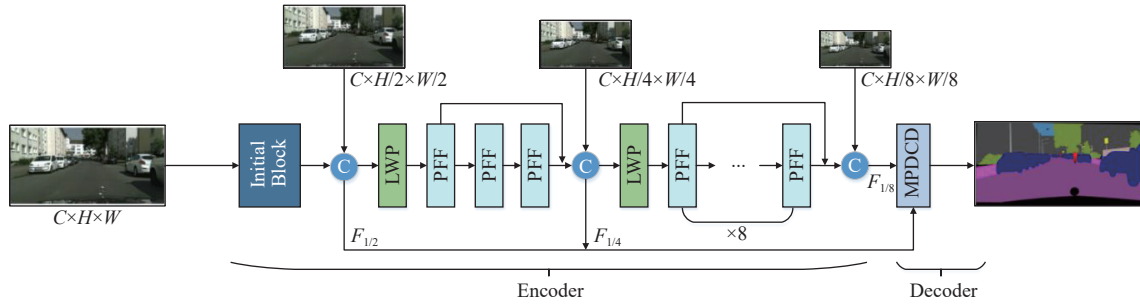 C×H/2×W/2
C×H/4×W/4
C×H/8×W/8
Initial
Block
C
LWP
PFF
PFF
PFF
C
LWP
PFF
...
PFF
C
F1/8
MPDCD
C×H×W
×8
F1/2
F1/4
Encoder
Decoder